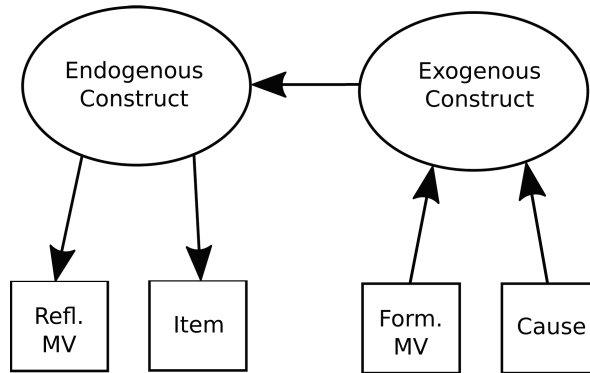 Endogenous
Construct
Exogenous
Construct
Refl.
MV
Item
Form.
MV
Cause